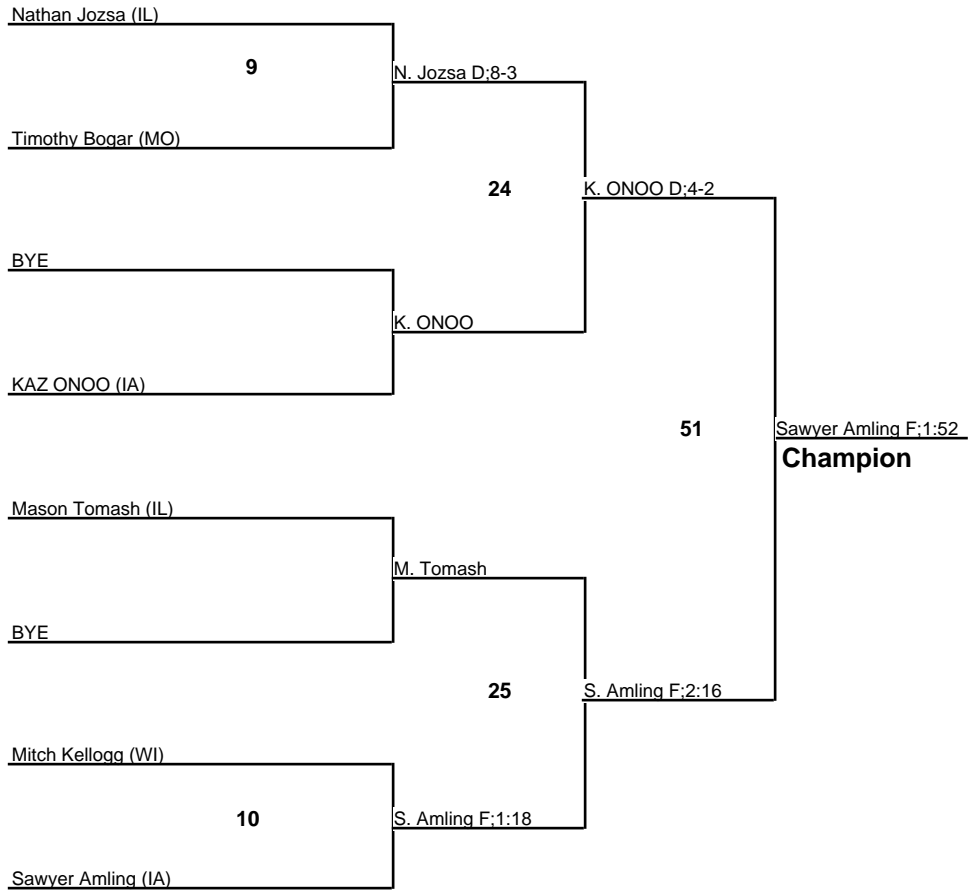 Nathan Jozsa (IL)
9
N. Jozsa D;8-3
Timothy Bogar (MO)
24
K. ONOO D;4-2
BYE
K. ONOO
KAZ ONOO (IA)
51
Sawyer Amling F;1:52
Champion
Mason Tomash (IL)
M. Tomash
BYE
25
S. Amling F;2:16
Mitch Kellogg (WI)
10
S. Amling F;1:18
Sawyer Amling (IA)